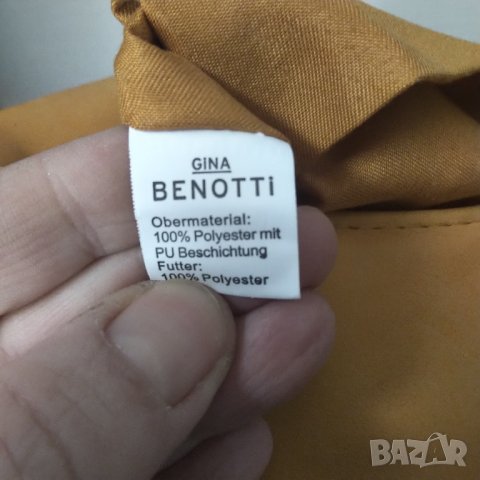 GINA
BENOTTi
Obermaterial:
100% Polyester mit
PU Beschichtung
Futter:
100% Polyester
BAZAR